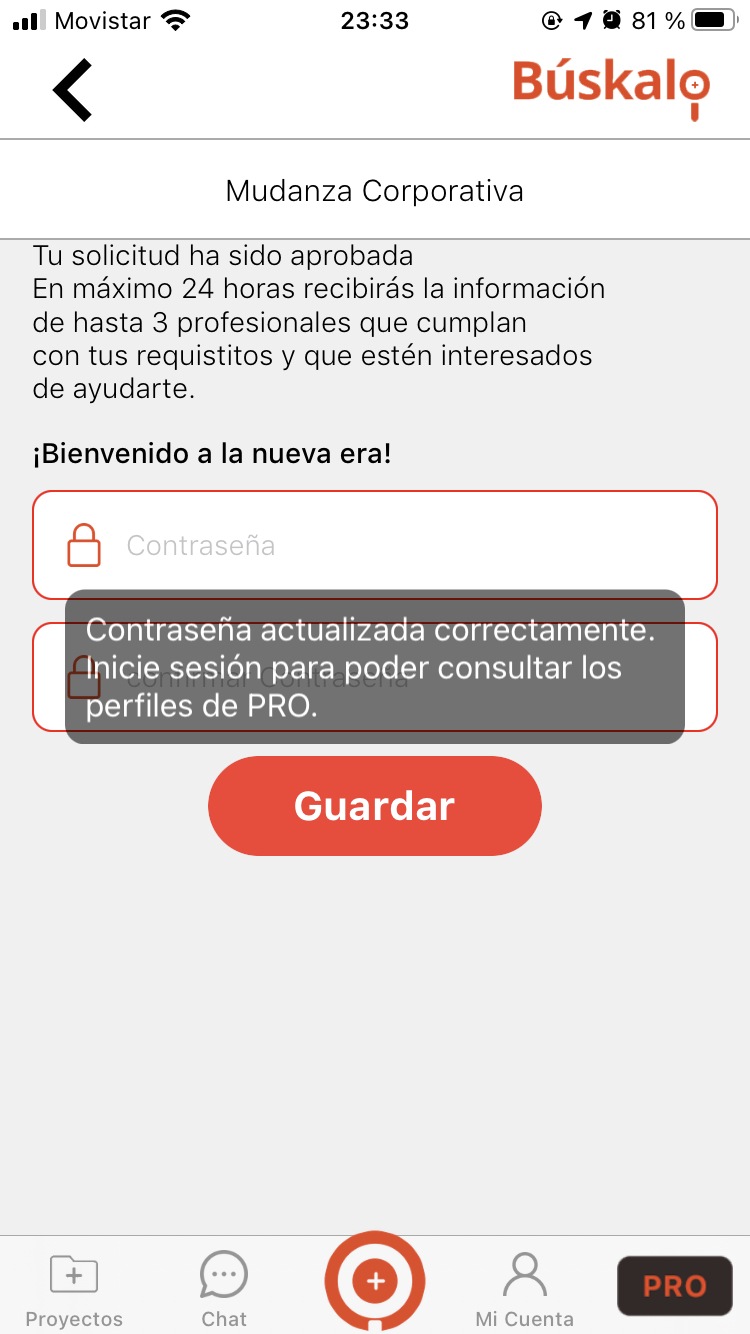 Movistar 23:33 81 %
Búskalo
Mudanza Corporativa
Tu solicitud ha sido aprobada
En máximo 24 horas recibirás la información
de hasta 3 profesionales que cumplan
con tus requistitos y que estén interesados
de ayudarte.
¡Bienvenido a la nueva era!
Contraseña
Contraseña actualizada correctamente.
Inicie sesión para poder consultar los
perfiles de PRO.
Confirmar Contraseña
Guardar
Proyectos Chat Mi Cuenta PRO